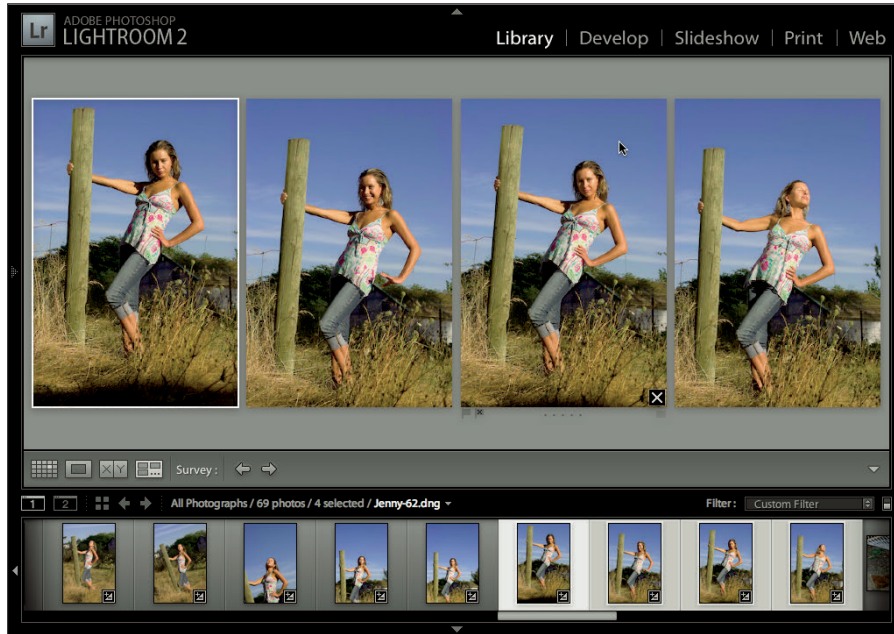 Lr
ADOBE PHOTOSHOP
LIGHTROOM 2
Library | Develop | Slideshow | Print | Web
XY Survey :
1 2 All Photographs / 69 photos / 4 selected / Jenny-62.dng Filter : Custom Filter